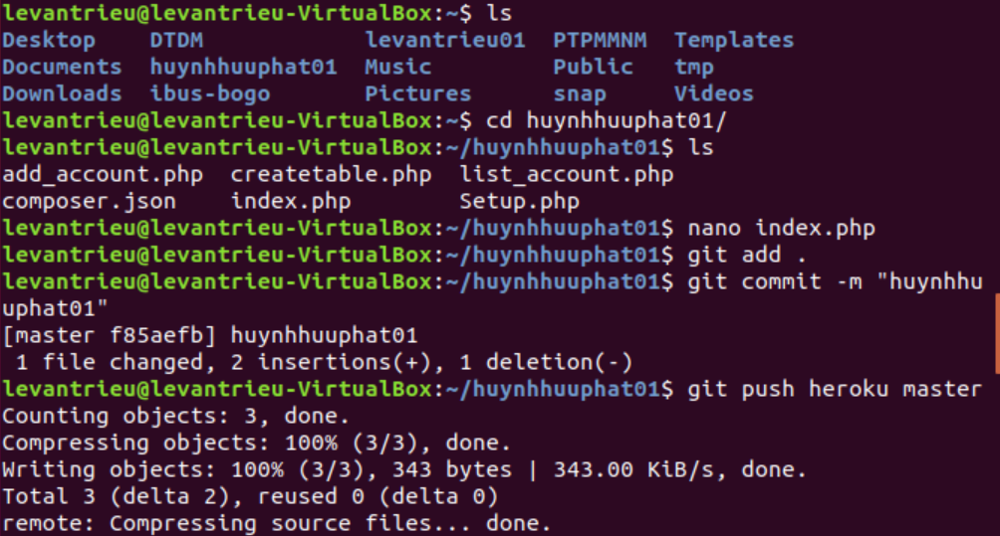 levantrieu@levantrieu-VirtualBox:~$ ls
Desktop    DTDM            levantrieu01  PTPMMNM  Templates
Documents  huynhhuuphat01  Music         Public   tmp
Downloads  ibus-bogo       Pictures      snap     Videos
levantrieu@levantrieu-VirtualBox:~$ cd huynhhuuphat01/
levantrieu@levantrieu-VirtualBox:~/huynhhuuphat01$ ls
add_account.php  createtable.php  list_account.php
composer.json    index.php        Setup.php
levantrieu@levantrieu-VirtualBox:~/huynhhuuphat01$ nano index.php
levantrieu@levantrieu-VirtualBox:~/huynhhuuphat01$ git add .
levantrieu@levantrieu-VirtualBox:~/huynhhuuphat01$ git commit -m "huynhhu
uphat01"
[master f85aefb] huynhhuuphat01
 1 file changed, 2 insertions(+), 1 deletion(-)
levantrieu@levantrieu-VirtualBox:~/huynhhuuphat01$ git push heroku master
Counting objects: 3, done.
Compressing objects: 100% (3/3), done.
Writing objects: 100% (3/3), 343 bytes | 343.00 KiB/s, done.
Total 3 (delta 2), reused 0 (delta 0)
remote: Compressing source files... done.